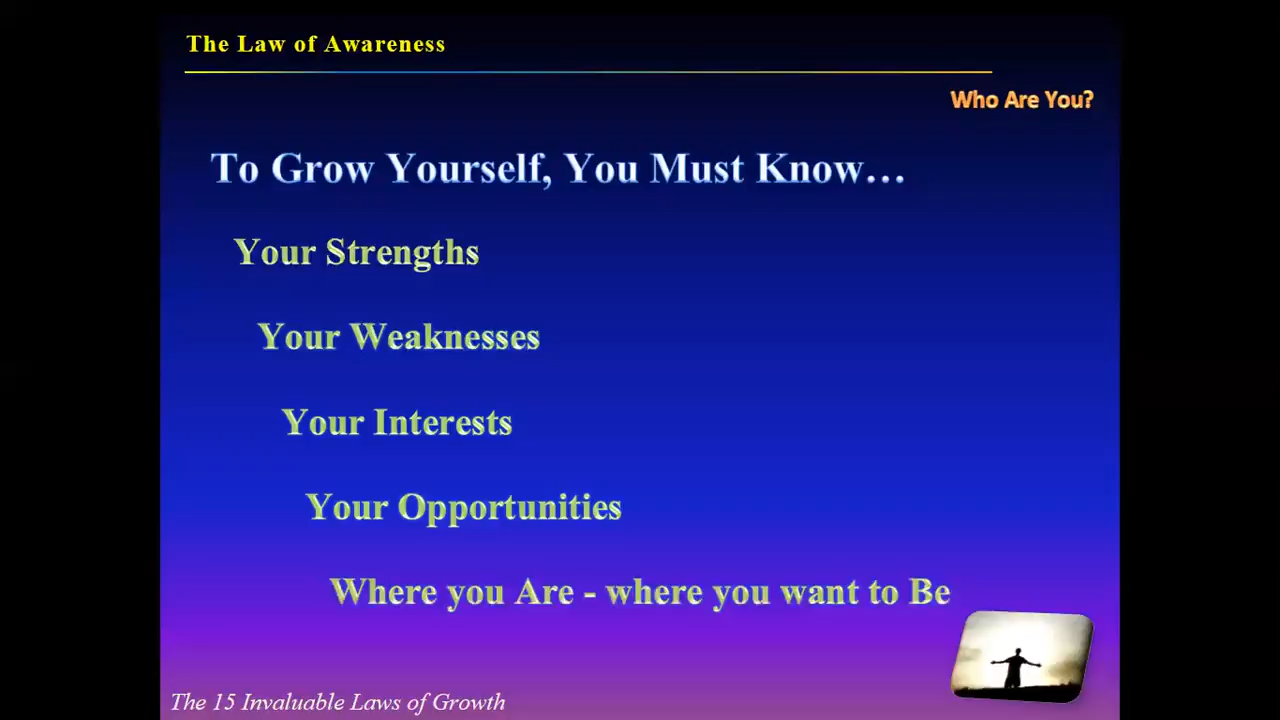 The Law of Awareness
Who Are You?
To Grow Yourself, You Must Know…
Your Strengths
Your Weaknesses
Your Interests
Your Opportunities
Where you Are - where you want to Be
The 15 Invaluable Laws of Growth